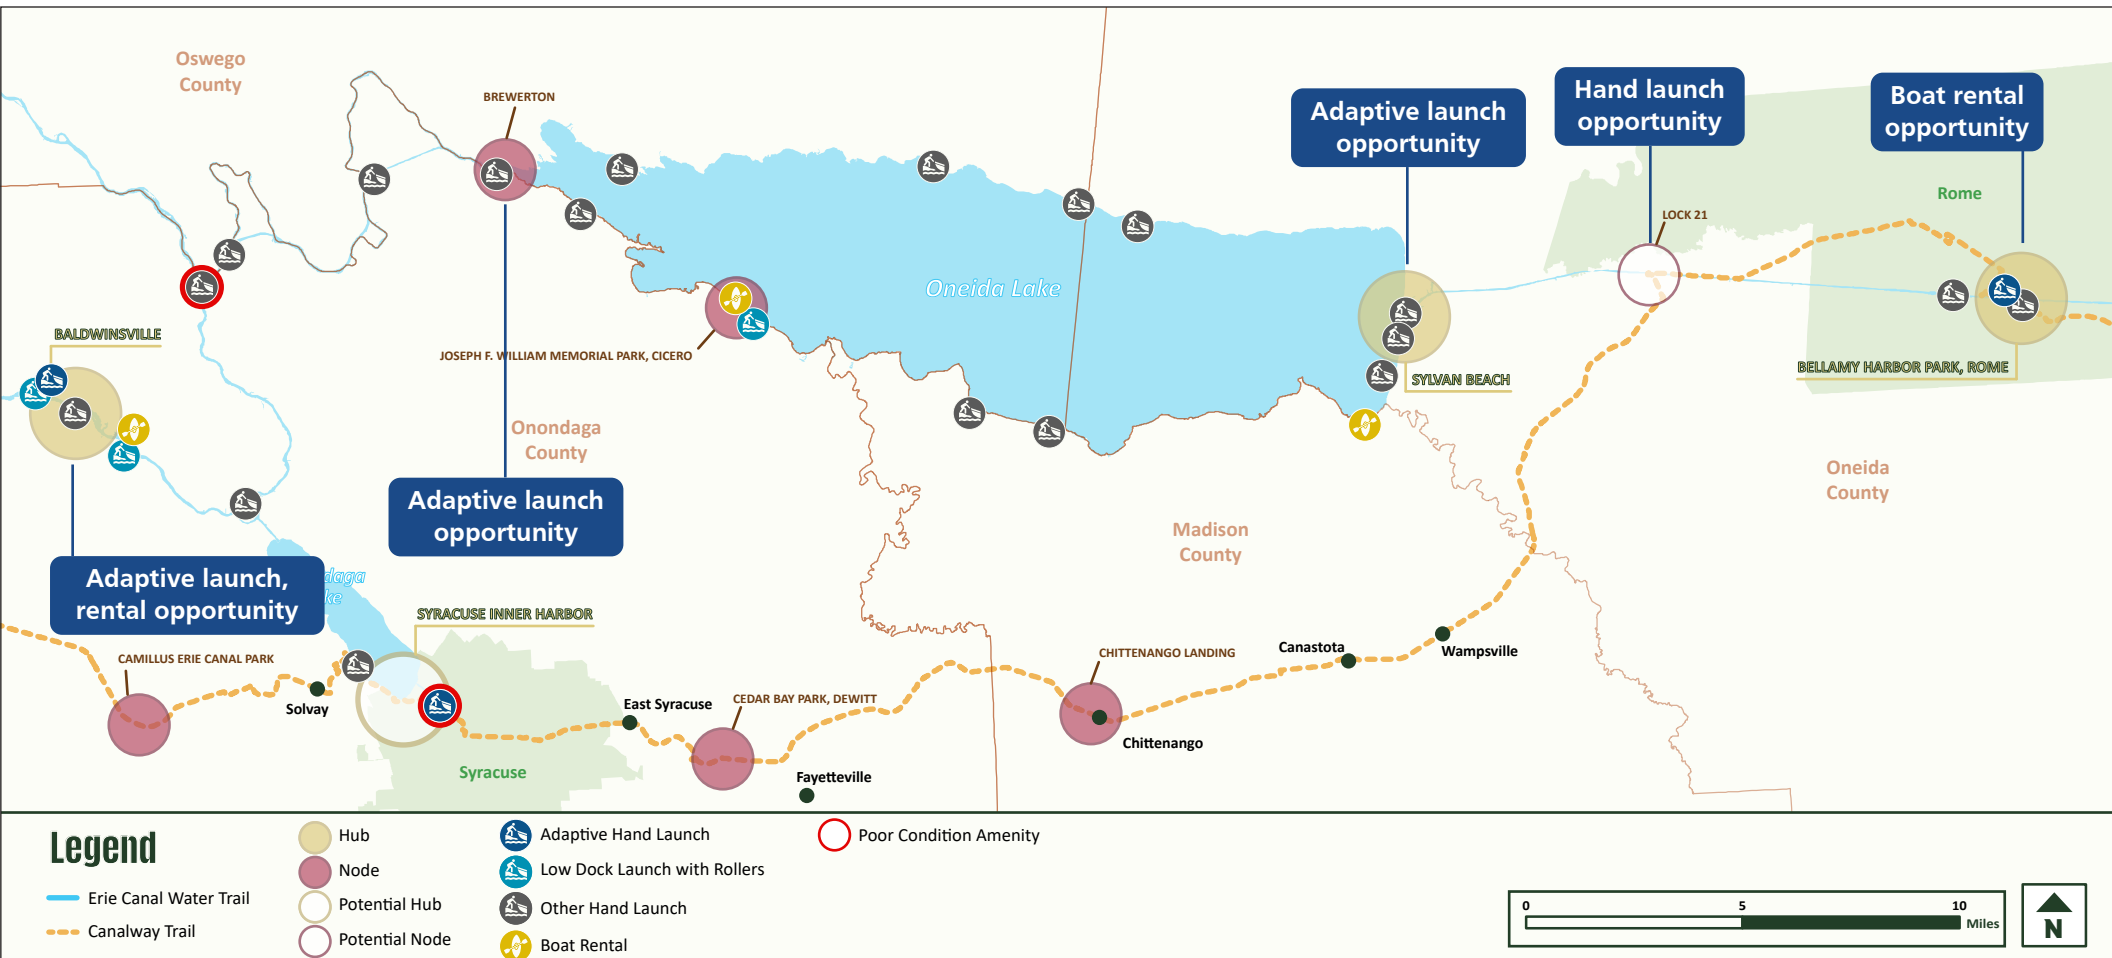 Oswego
County
BREWERTON
Adaptive launch
opportunity
Hand launch
opportunity
Boat rental
opportunity
Rome
LOCK 21
Oneida Lake
BALDWINSVILLE
JOSEPH F. WILLIAM MEMORIAL PARK, CICERO
SYLVAN BEACH
BELLAMY HARBOR PARK, ROME
Onondaga
County
Oneida
County
Adaptive launch
opportunity
Madison
County
Adaptive launch,
rental opportunity
daga
ke
SYRACUSE INNER HARBOR
CAMILLUS ERIE CANAL PARK
Solvay
East Syracuse
CEDAR BAY PARK, DEWITT
CHITTENANGO LANDING
Canastota
Wampsville
Chittenango
Syracuse
Fayetteville
Legend
Erie Canal Water Trail
Canalway Trail
Hub
Node
Potential Hub
Potential Node
Adaptive Hand Launch
Low Dock Launch with Rollers
Other Hand Launch
Boat Rental
Poor Condition Amenity
0 5 10
Miles
N